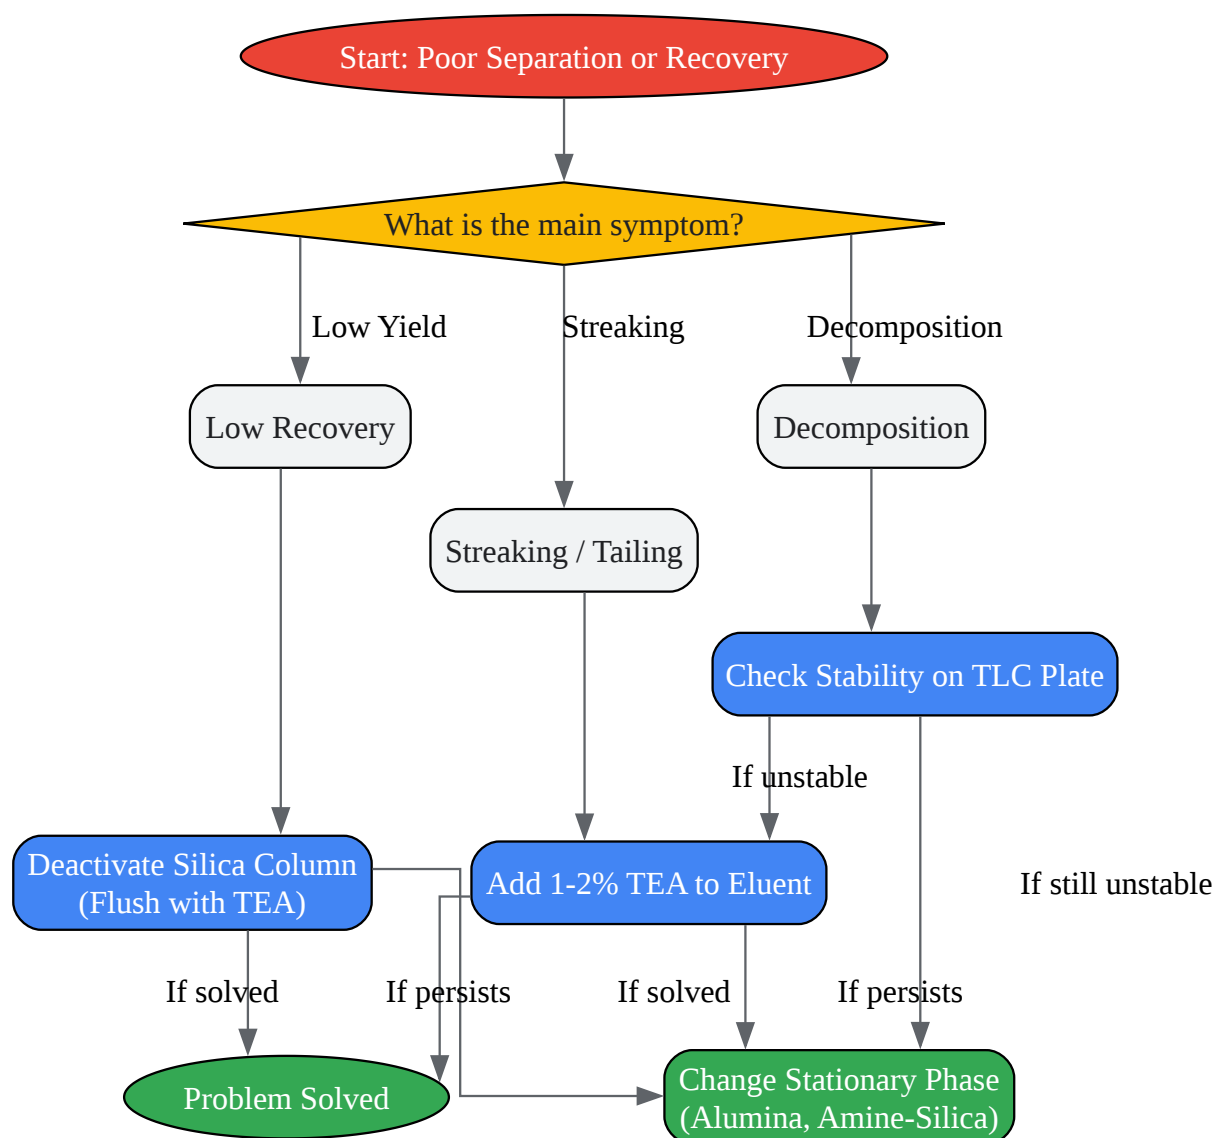 Start: Poor Separation or Recovery
What is the main symptom?
Low Yield
Streaking
Decomposition
Low Recovery
Decomposition
Streaking / Tailing
Check Stability on TLC Plate
If unstable
Deactivate Silica Column
(Flush with TEA)
Add 1-2% TEA to Eluent
If still unstable
If solved
If persists
If solved
If persists
Problem Solved
Change Stationary Phase
(Alumina, Amine-Silica)